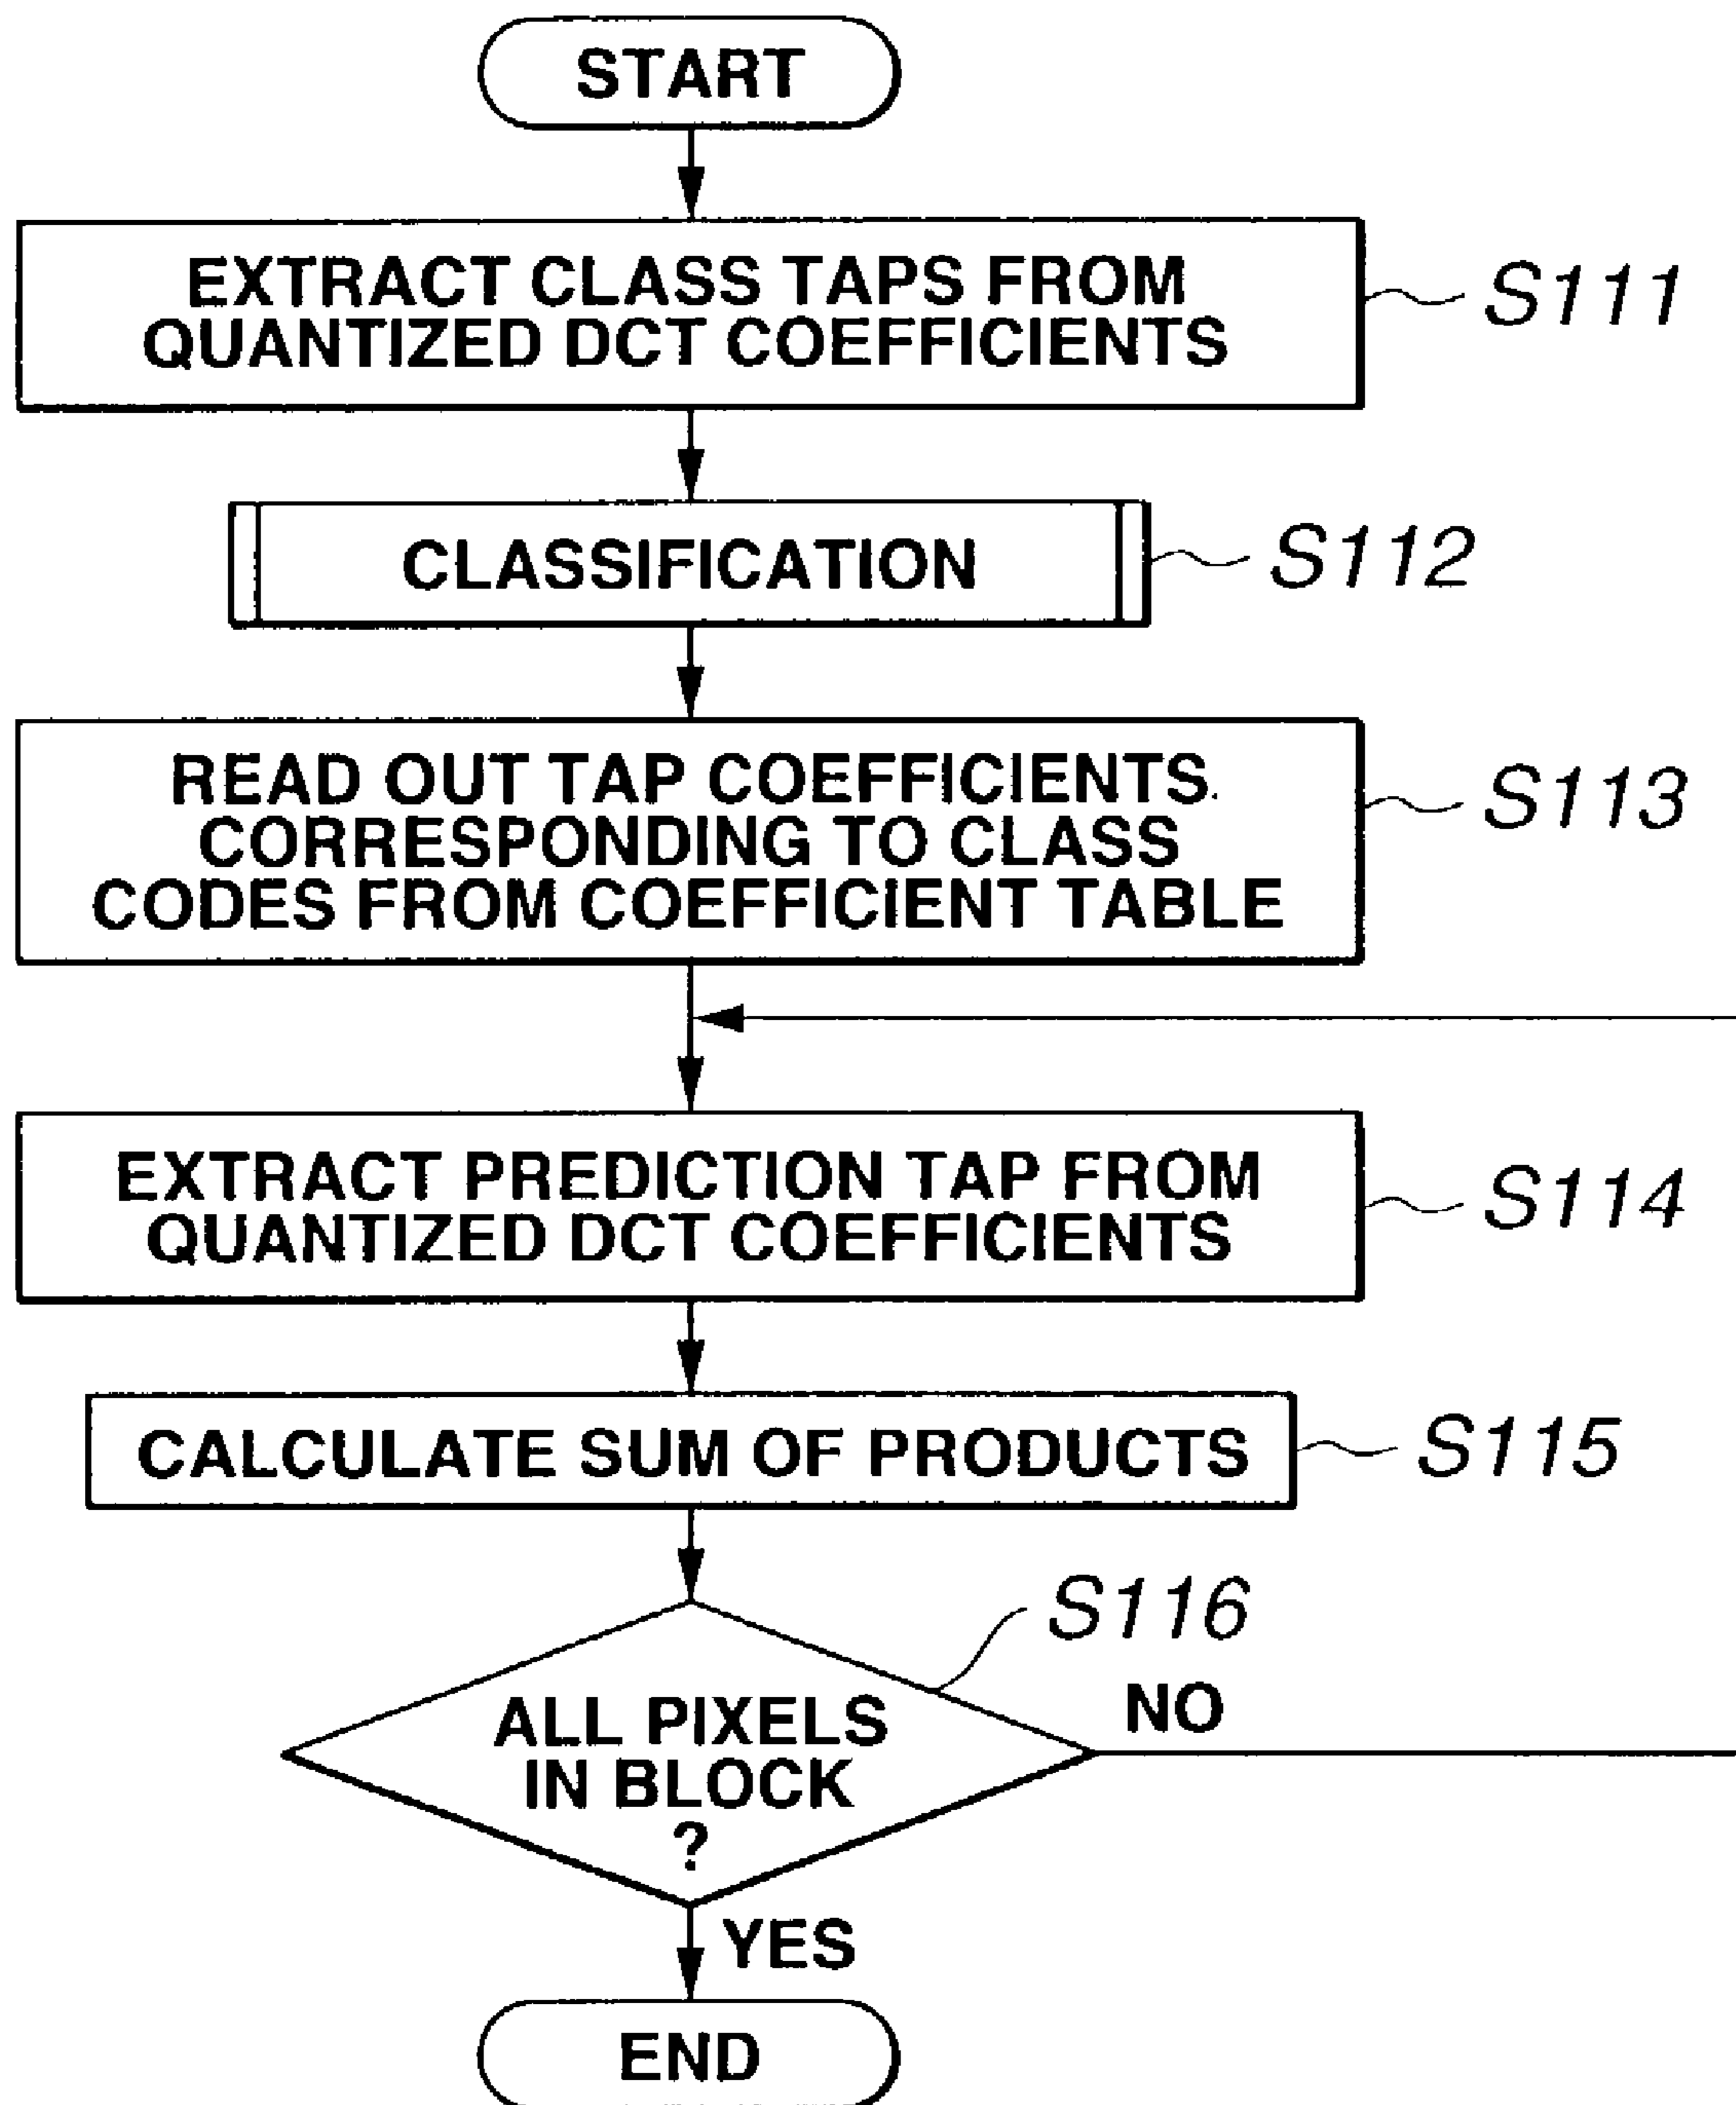 START
EXTRACT CLASS TAPS FROM
QUANTIZED DCT COEFFICIENTS
S111
CLASSIFICATION
S112
READ OUT TAP COEFFICIENTS.
CORRESPONDING TO CLASS
CODES FROM COEFFICIENT TABLE
S113
EXTRACT PREDICTION TAP FROM
QUANTIZED DCT COEFFICIENTS
S114
CALCULATE SUM OF PRODUCTS
S115
S116
ALL PIXELS
IN BLOCK
?
NO
YES
END